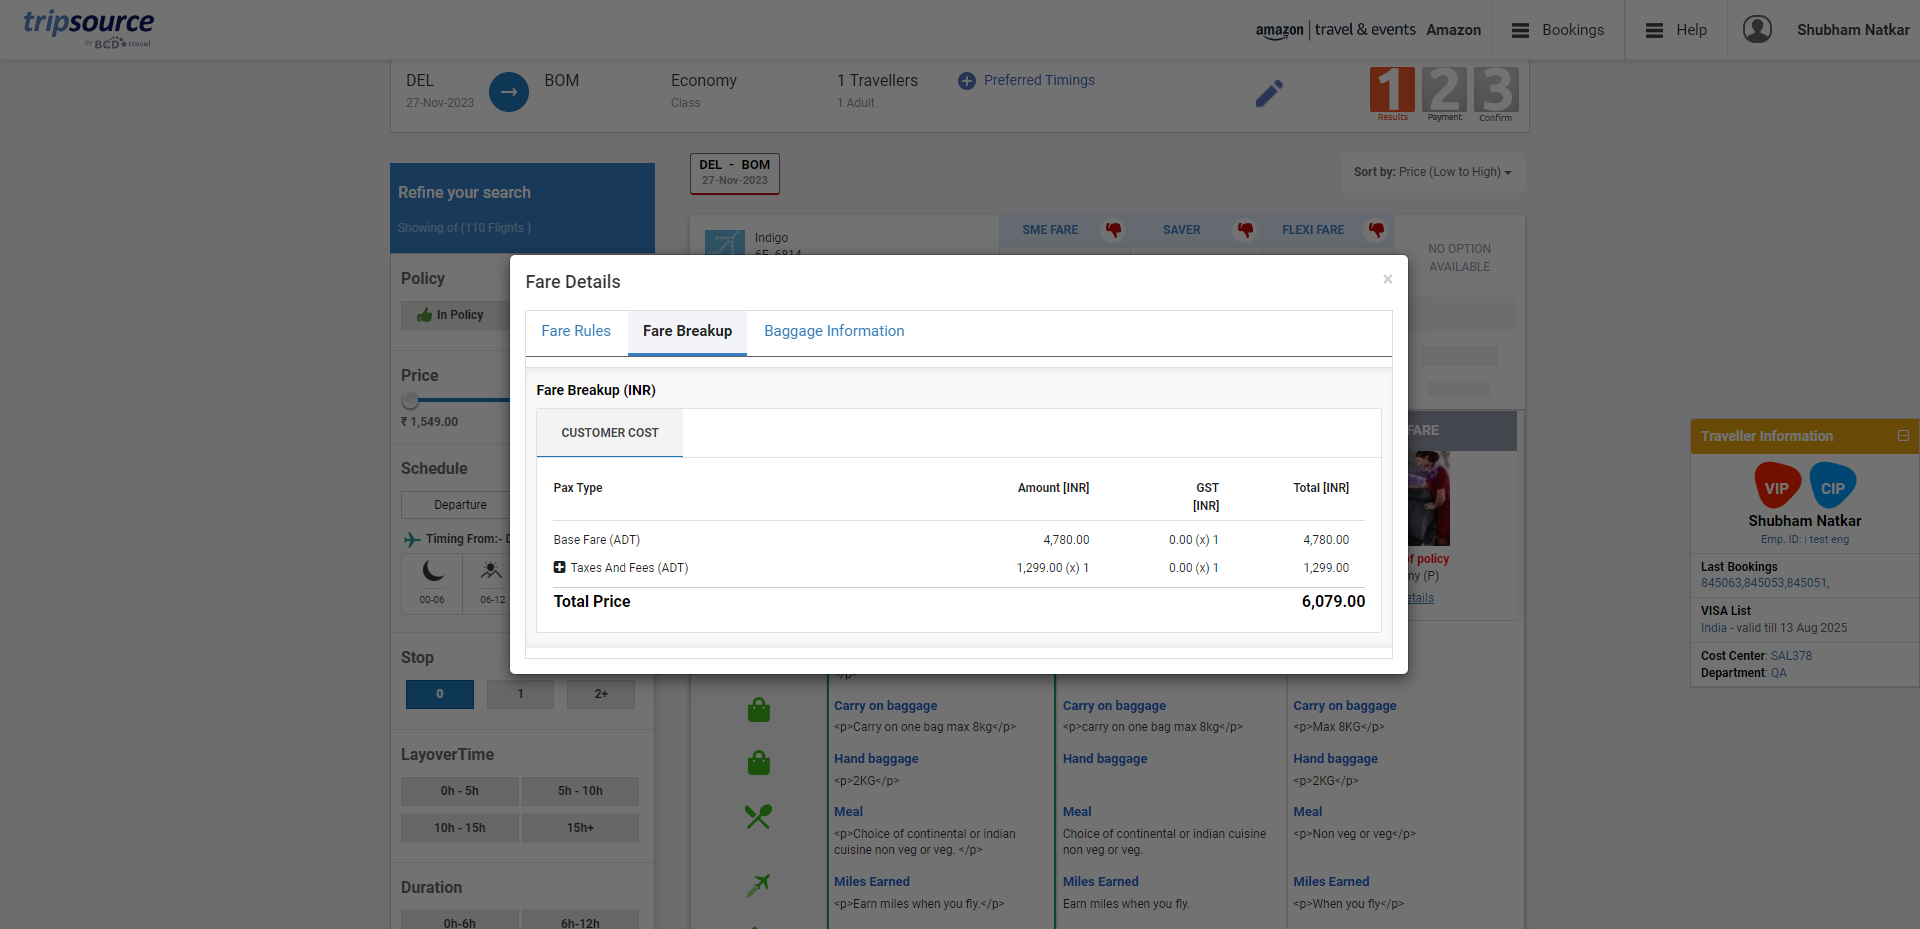 tripsource
by BCD travel
amazon | travel & events Amazon
Bookings
Help
Shubham Natkar
DEL
27-Nov-2023
BOM
Economy
Class
1 Travellers
1 Adult
Preferred Timings
1 2 3
Results Payment Confirm
Refine your search
Showing of (110 Flights )
DEL - BOM
27-Nov-2023
Sort by: Price (Low to High)
Indigo
6E-6814
SME FARE
SAVER
FLEXI FARE
NO OPTION
AVAILABLE
Policy
In Policy
Price
₹ 1,549.00
Schedule
Departure
Timing From:- D
00-06
06-12
Stop
0
1
2+
LayoverTime
0h - 5h
5h - 10h
10h - 15h
15h+
Duration
0h-6h
6h-12h
Fare Details
×
Fare Rules
Fare Breakup
Baggage Information
Fare Breakup (INR)
CUSTOMER COST
Pax Type
Amount [INR]
GST
[INR]
Total [INR]
Base Fare (ADT)
4,780.00
0.00 (x) 1
4,780.00
Taxes And Fees (ADT)
1,299.00 (x) 1
0.00 (x) 1
1,299.00
Total Price
6,079.00
FARE
f policy
ny (P)
etails
</p>
Carry on baggage
<p>Carry on one bag max 8kg</p>
Carry on baggage
<p>carry on one bag max 8kg</p>
Carry on baggage
<p>Max 8KG</p>
Hand baggage
<p>2KG</p>
Hand baggage
Hand baggage
<p>2KG</p>
Meal
<p>Choice of continental or indian
cuisine non veg or veg. </p>
Meal
Choice of continental or indian cuisine
non veg or veg.
Meal
<p>Non veg or veg</p>
Miles Earned
<p>Earn miles when you fly.</p>
Miles Earned
Earn miles when you fly.
Miles Earned
<p>When you fly</p>
Traveller Information
VIP
CIP
Shubham Natkar
Emp. ID: | test eng
Last Bookings
845063,845053,845051,
VISA List
India - valid till 13 Aug 2025
Cost Center: SAL378
Department: QA